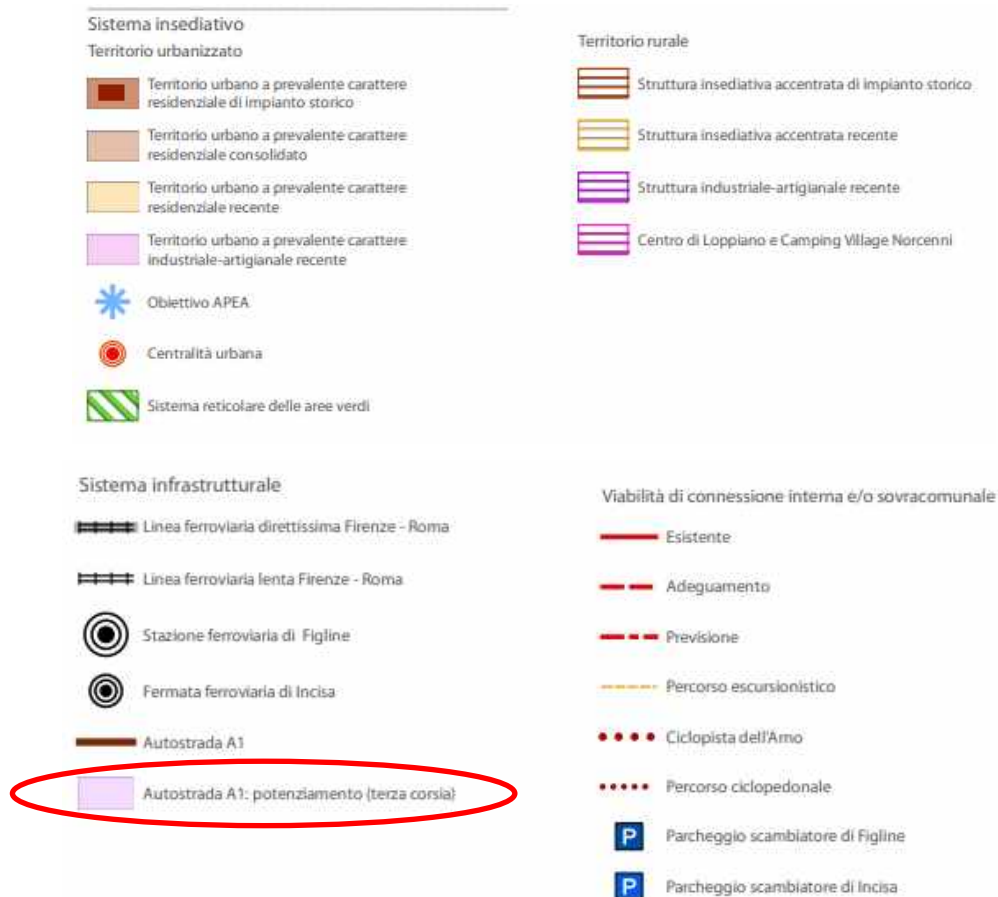 Sistema insediativo
Territorio urbanizzato
Territorio urbano a prevalente carattere
residenziale di impianto storico
Territorio urbano a prevalente carattere
residenziale consolidato
Territorio urbano a prevalente carattere
residenziale recente
Territorio urbano a prevalente carattere
industriale-artigianale recente
Obiettivo APEA
Centralità urbana
Sistema reticolare delle aree verdi
Territorio rurale
Struttura insediativa accentrata di impianto storico
Struttura insediativa accentrata recente
Struttura industriale-artigianale recente
Centro di Loppiano e Camping Village Norcenni
Sistema infrastrutturale
Linea ferroviaria direttissima Firenze - Roma
Linea ferroviaria lenta Firenze - Roma
Stazione ferroviaria di Figline
Fermata ferroviaria di Incisa
Autostrada A1
Autostrada A1: potenziamento (terza corsia)
Viabilità di connessione interna e/o sovracomunale
Esistente
Adeguamento
Previsione
Percorso escursionistico
Ciclopista dell'Arno
Percorso ciclopedonale
P Parcheggio scambiatore di Figline
P Parcheggio scambiatore di Incisa